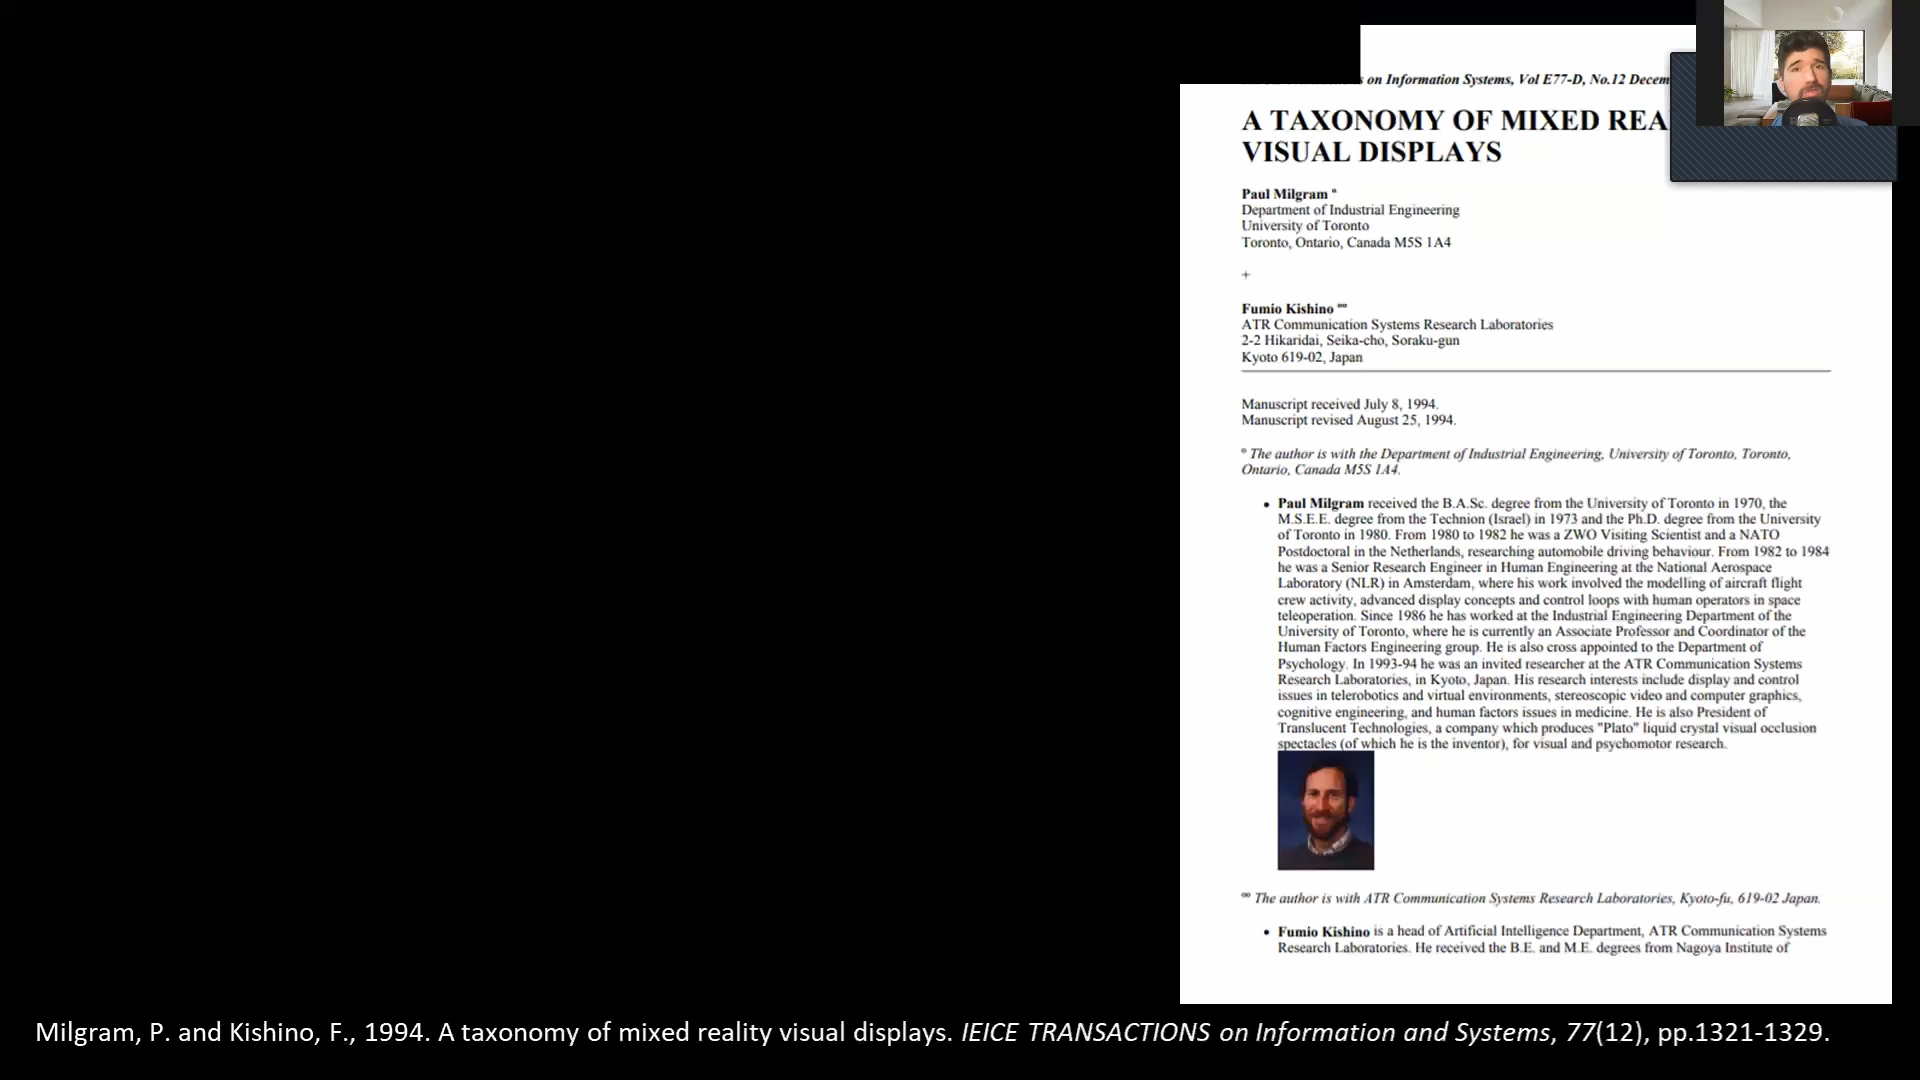 s on Information Systems, Vol E77-D, No.12 Decem
A TAXONOMY OF MIXED REA
VISUAL DISPLAYS
Paul Milgram *
Department of Industrial Engineering
University of Toronto
Toronto, Ontario, Canada M5S 1A4
+
Fumio Kishino **
ATR Communication Systems Research Laboratories
2-2 Hikaridai, Seika-cho, Soraku-gun
Kyoto 619-02, Japan
Manuscript received July 8, 1994.
Manuscript revised August 25, 1994.
* The author is with the Department of Industrial Engineering, University of Toronto, Toronto,
Ontario, Canada M5S 1A4.
• Paul Milgram received the B.A.Sc. degree from the University of Toronto in 1970, the
M.S.E.E. degree from the Technion (Israel) in 1973 and the Ph.D. degree from the University
of Toronto in 1980. From 1980 to 1982 he was a ZWO Visiting Scientist and a NATO
Postdoctoral in the Netherlands, researching automobile driving behaviour. From 1982 to 1984
he was a Senior Research Engineer in Human Engineering at the National Aerospace
Laboratory (NLR) in Amsterdam, where his work involved the modelling of aircraft flight
crew activity, advanced display concepts and control loops with human operators in space
teleoperation. Since 1986 he has worked at the Industrial Engineering Department of the
University of Toronto, where he is currently an Associate Professor and Coordinator of the
Human Factors Engineering group. He is also cross appointed to the Department of
Psychology. In 1993-94 he was an invited researcher at the ATR Communication Systems
Research Laboratories, in Kyoto, Japan. His research interests include display and control
issues in telerobotics and virtual environments, stereoscopic video and computer graphics,
cognitive engineering, and human factors issues in medicine. He is also President of
Translucent Technologies, a company which produces "Plato" liquid crystal visual occlusion
spectacles (of which he is the inventor), for visual and psychomotor research.
** The author is with ATR Communication Systems Research Laboratories, Kyoto-fu, 619-02 Japan.
• Fumio Kishino is a head of Artificial Intelligence Department, ATR Communication Systems
Research Laboratories. He received the B.E. and M.E. degrees from Nagoya Institute of
Milgram, P. and Kishino, F., 1994. A taxonomy of mixed reality visual displays. IEICE TRANSACTIONS on Information and Systems, 77(12), pp.1321-1329.